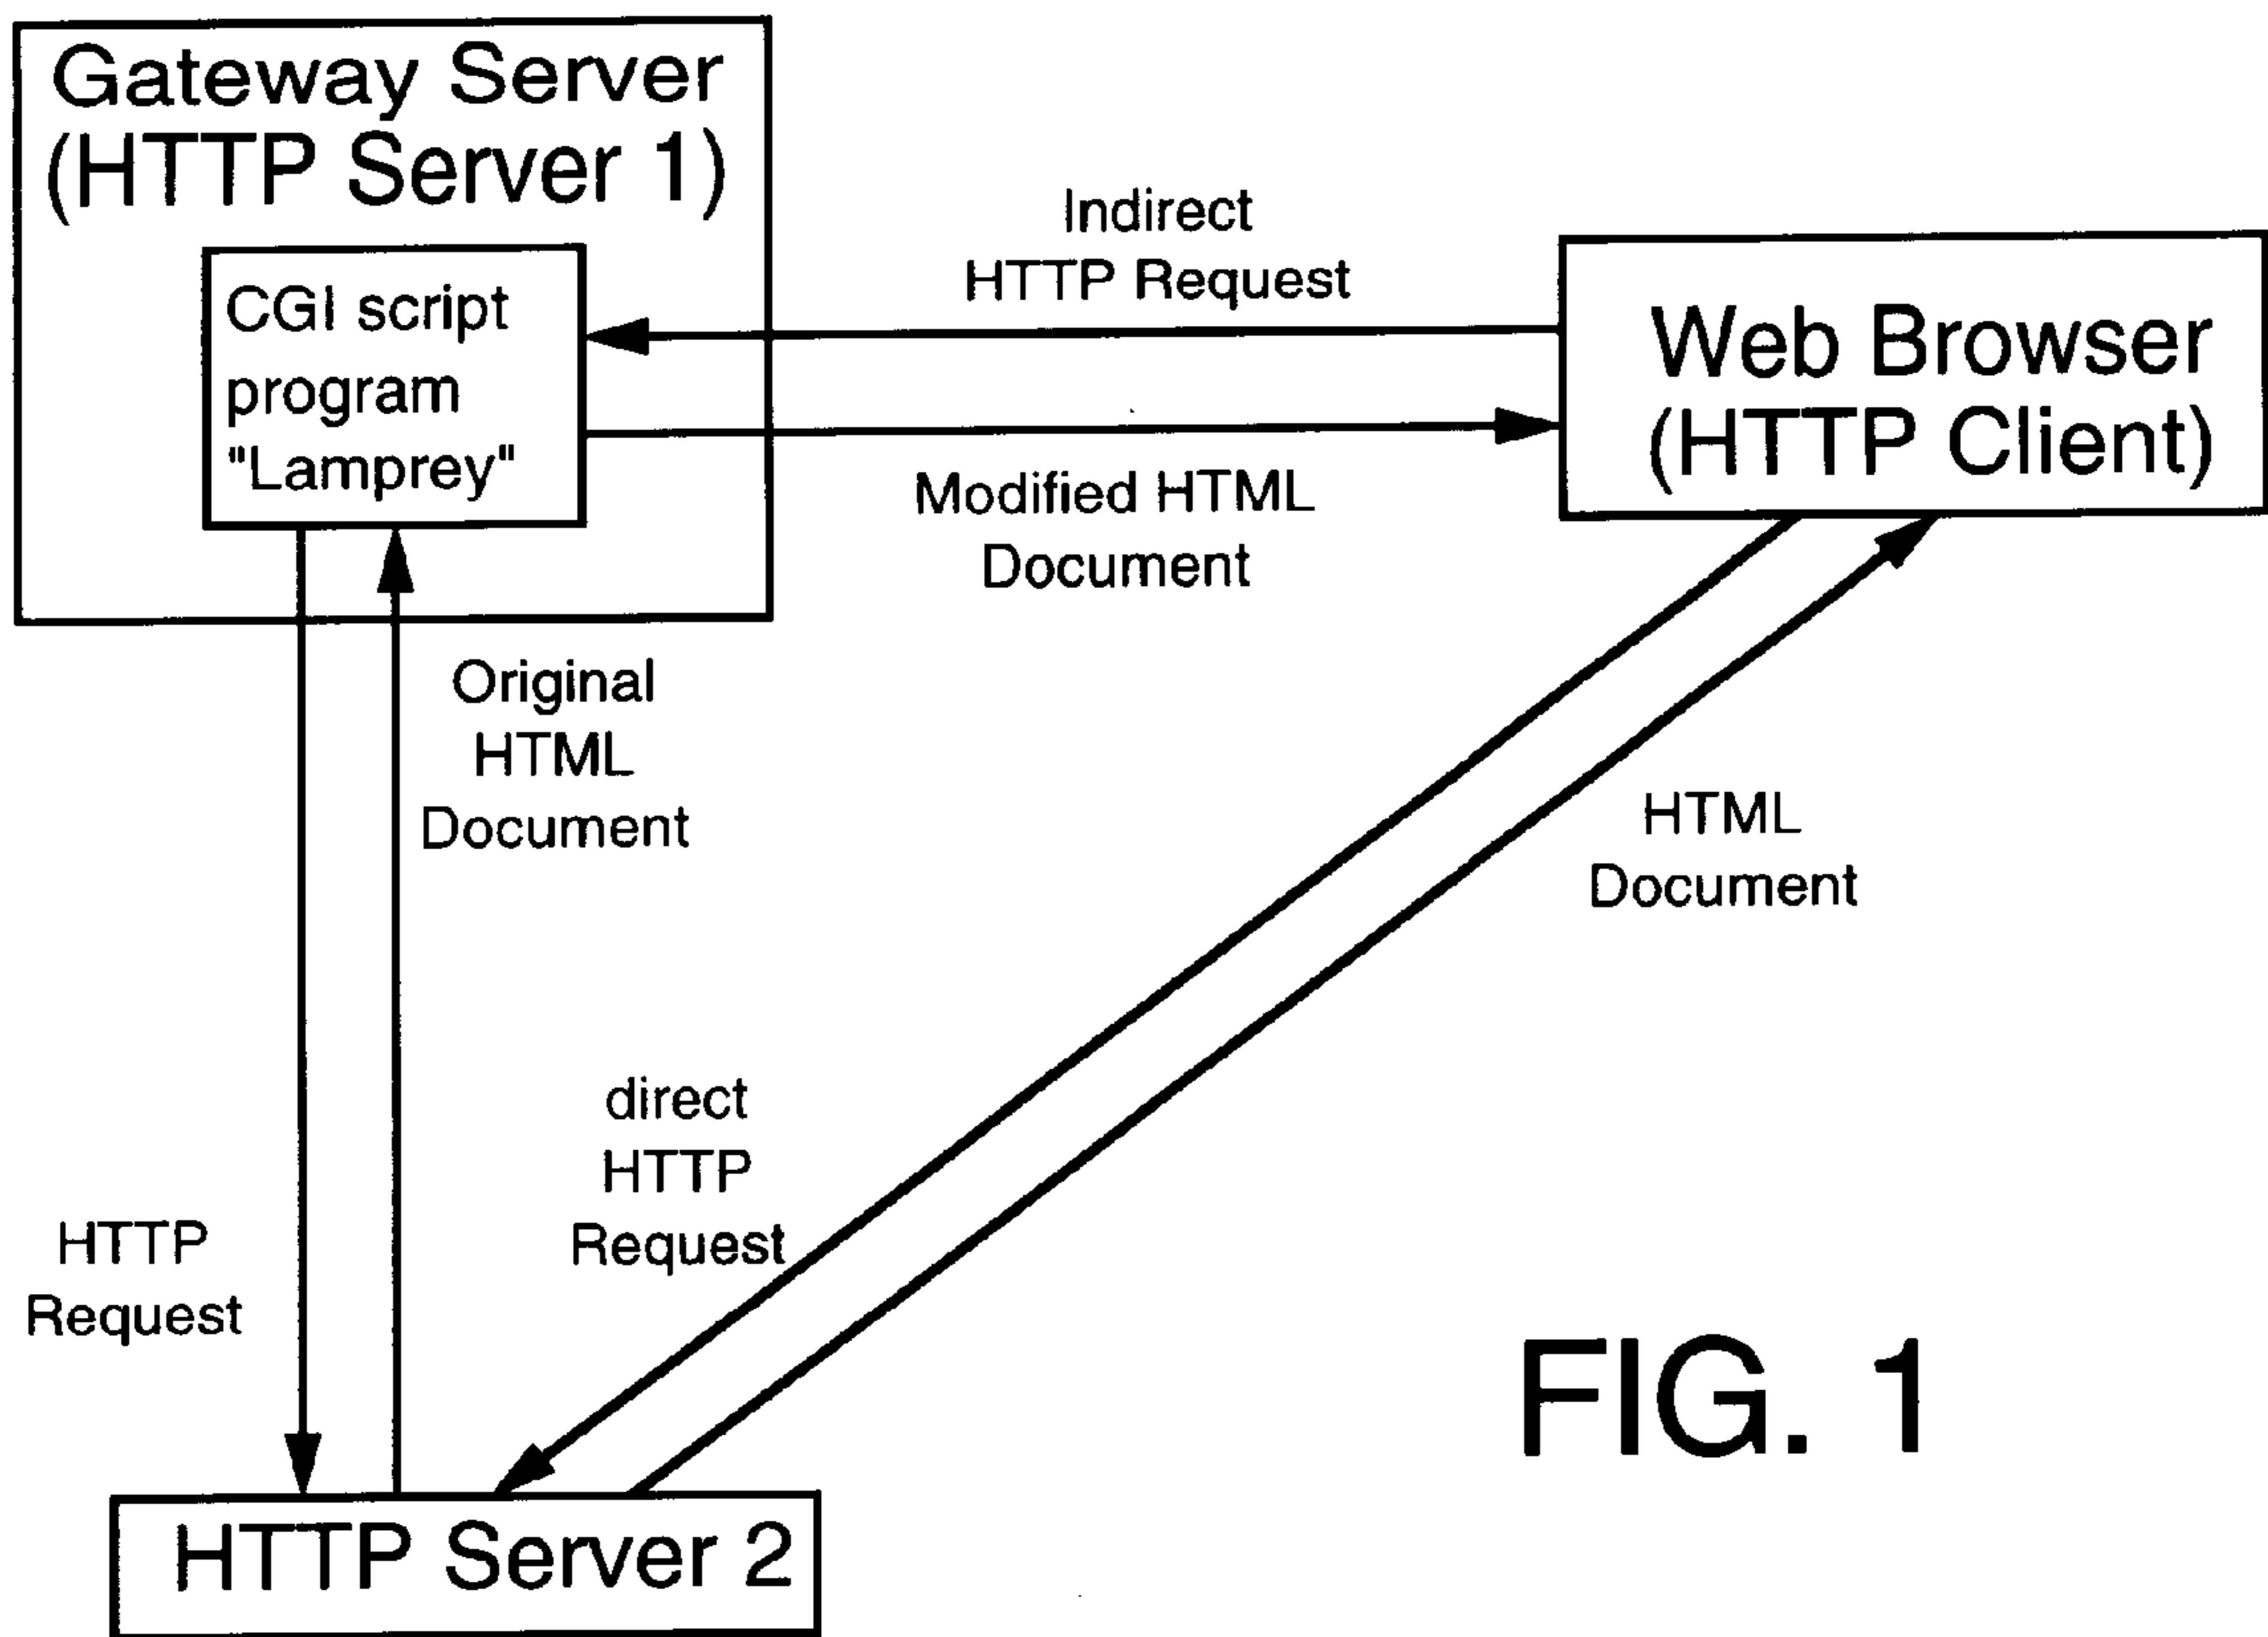 Gateway Server
(HTTP Server 1)
CGI script
program
"Lamprey"
Indirect
HTTP Request
Modified HTML
Document
Web Browser
(HTTP Client)
Original
HTML
Document
HTML
Document
direct
HTTP
Request
HTTP
Request
HTTP Server 2
FIG. 1